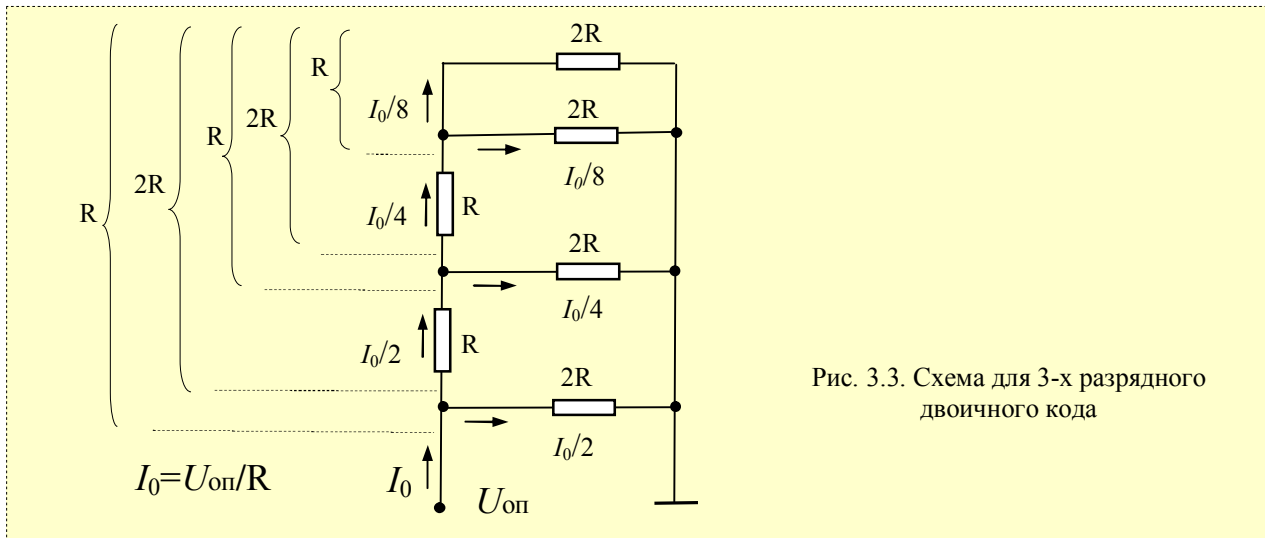 2R
R
I₀/8
2R
2R
R
I₀/8
2R
R
I₀/4
R
2R
I₀/4
I₀/2
R
2R
Рис. 3.3. Схема для 3-х разрядного
двоичного кода
I₀/2
I₀=Uоп/R
I₀
Uоп